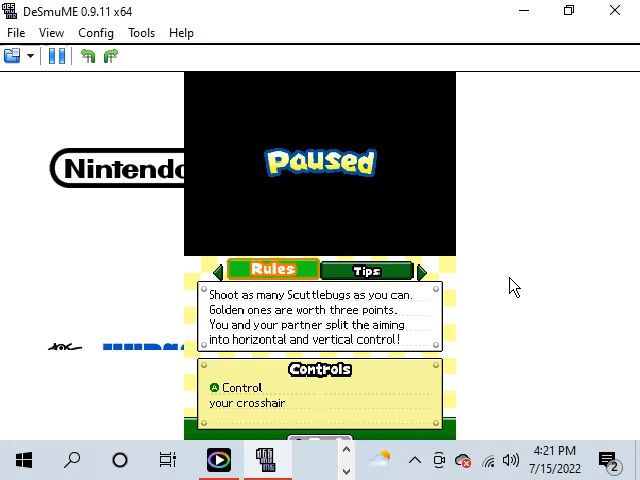 DeSmuME 0.9.11 x64
File View Config Tools Help
Nintendo
Paused
Rules Tips
Shoot as many Scuttlebugs as you can.
Golden ones are worth three points.
You and your partner split the aiming
into horizontal and vertical control!
Controls
A Control
your crosshair
4:21 PM
7/15/2022
2